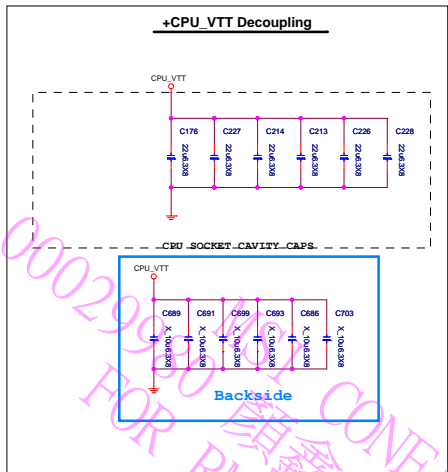 +CPU_VTT Decoupling
CPU_VTT
C176 C227 C214 C213 C226 C228
22u6.3X8 22u6.3X8 22u6.3X8 22u6.3X8 22u6.3X8 22u6.3X8
CPU SOCKET CAVITY CAPS
CPU_VTT
C689 C691 C699 C693 C686 C703
X_10u6.3X8 X_10u6.3X8 X_10u6.3X8 X_10u6.3X8 X_10u6.3X8 X_10u6.3X8
Backside
MSI CONF
FOR